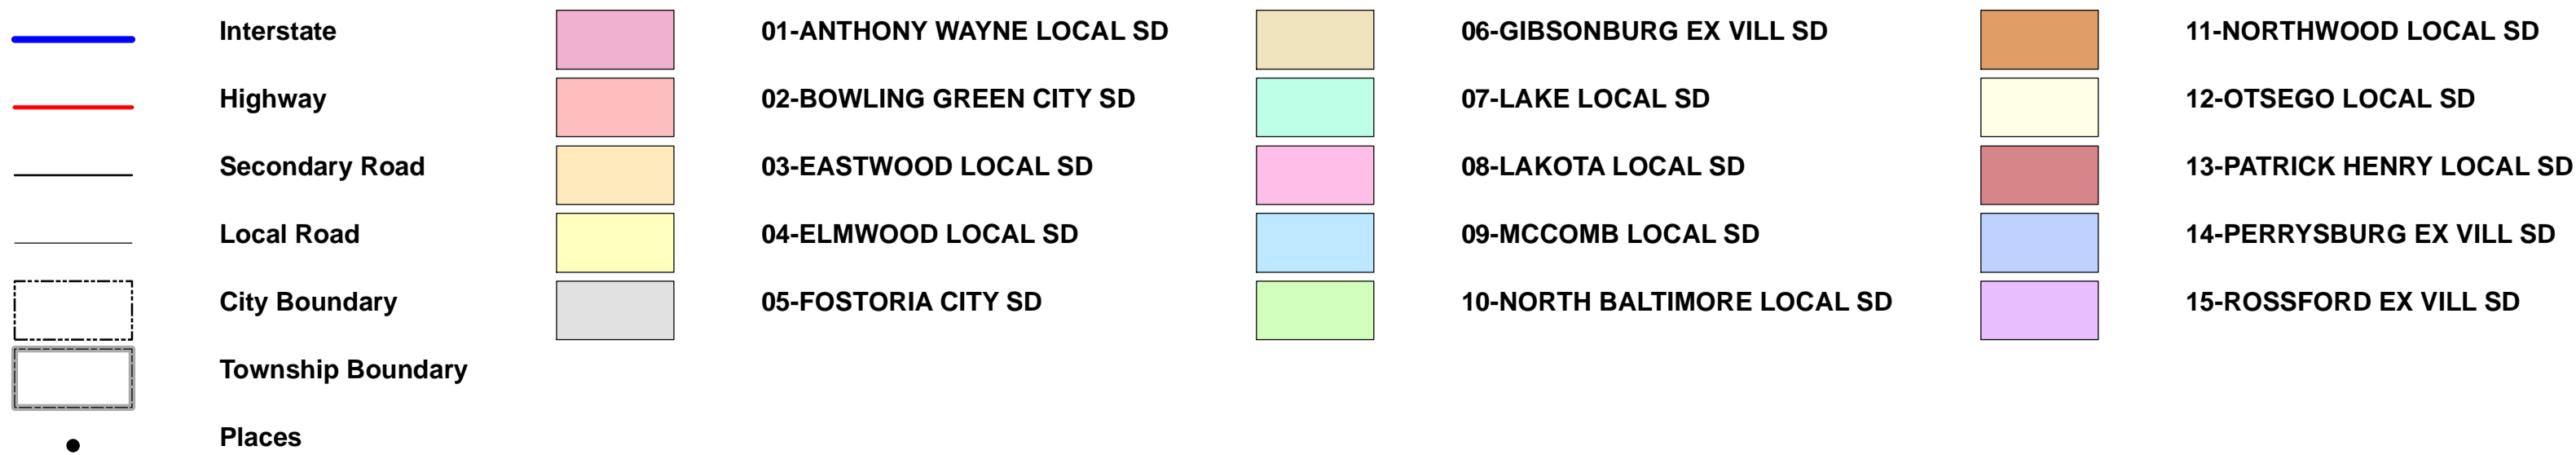 Interstate
Highway
Secondary Road
Local Road
City Boundary
Township Boundary
Places
01-ANTHONY WAYNE LOCAL SD
02-BOWLING GREEN CITY SD
03-EASTWOOD LOCAL SD
04-ELMWOOD LOCAL SD
05-FOSTORIA CITY SD
06-GIBSONBURG EX VILL SD
07-LAKE LOCAL SD
08-LAKOTA LOCAL SD
09-MCCOMB LOCAL SD
10-NORTH BALTIMORE LOCAL SD
11-NORTHWOOD LOCAL SD
12-OTSEGO LOCAL SD
13-PATRICK HENRY LOCAL SD
14-PERRYSBURG EX VILL SD
15-ROSSFORD EX VILL SD